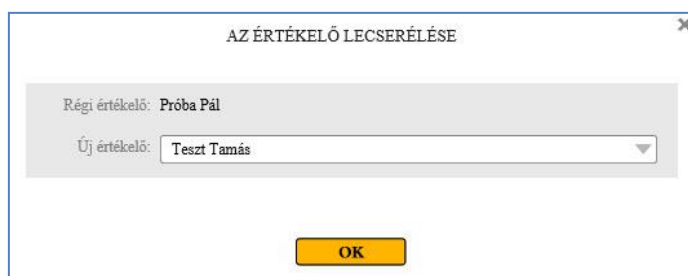 AZ ÉRTÉKELŐ LECSERÉLÉSE
Régi értékelő: Próba Pál
Új értékelő: Teszt Tamás
OK